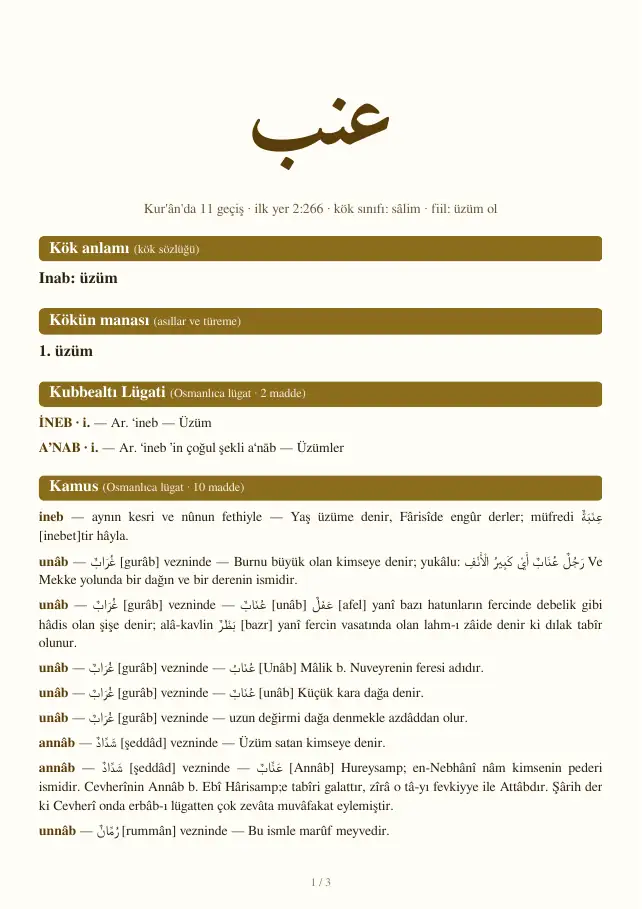 عنب
Kur'ân'da 11 geçiş · ilk yer 2:266 · kök sınıfı: sâlim · fiil: üzüm ol
Kök anlamı (kök sözlüğü)
Inab: üzüm
Kökün manası (asıllar ve türeme)
1. üzüm
Kubbealtı Lügati (Osmanlıca lügat · 2 madde)
İNEB · i. — Ar. ‘ineb — Üzüm
A’NAB · i. — Ar. ‘ineb ’in çoğul şekli a‘nāb — Üzümler
Kamus (Osmanlıca lügat · 10 madde)
ineb — aynın kesri ve nûnun fethiyle — Yaş üzüme denir, Fârisîde engûr derler; müfredi عِنَبَةٌ
[inebet]tir hâyla.
unâb — غُرَابٌ [gurâb] vezninde — Burnu büyük olan kimseye denir; yukâlu: رَجُلٌ عُنَابٌ أَيْ كَبِيرُ الْأَنْفِ Ve
Mekke yolunda bir dağın ve bir derenin ismidir.
unâb — غُرَابٌ [gurâb] vezninde — عُنَابٌ [unâb] عَفَلٌ [afel] yanî bazı hatunların fercinde debelik gibi
hâdis olan şişe denir; alâ-kavlin بَظْرٌ [bazr] yanî fercin vasatında olan lahm-ı zâide denir ki dılak tabîr
olunur.
unâb — غُرَابٌ [gurâb] vezninde — عُنَابٌ [Unâb] Mâlik b. Nuveyrenin feresi adıdır.
unâb — غُرَابٌ [gurâb] vezninde — عُنَابٌ [unâb] Küçük kara dağa denir.
unâb — غُرَابٌ [gurâb] vezninde — uzun değirmi dağa denmekle azdâddan olur.
annâb — شَدَّادٌ [şeddâd] vezninde — Üzüm satan kimseye denir.
annâb — شَدَّادٌ [şeddâd] vezninde — عَنَّابٌ [Annâb] Hureysamp; en-Nebhânî nâm kimsenin pederi
ismidir. Cevherînin Annâb b. Ebî Hârisamp;e tabîri galattır, zîrâ o tâ-yı fevkiyye ile Attâbdır. Şârih der
ki Cevherî onda erbâb-ı lügatten çok zevâta muvâfakat eylemiştir.
unnâb — رُمَّانٌ [rummân] vezninde — Bu ismle marûf meyvedir.
1 / 3